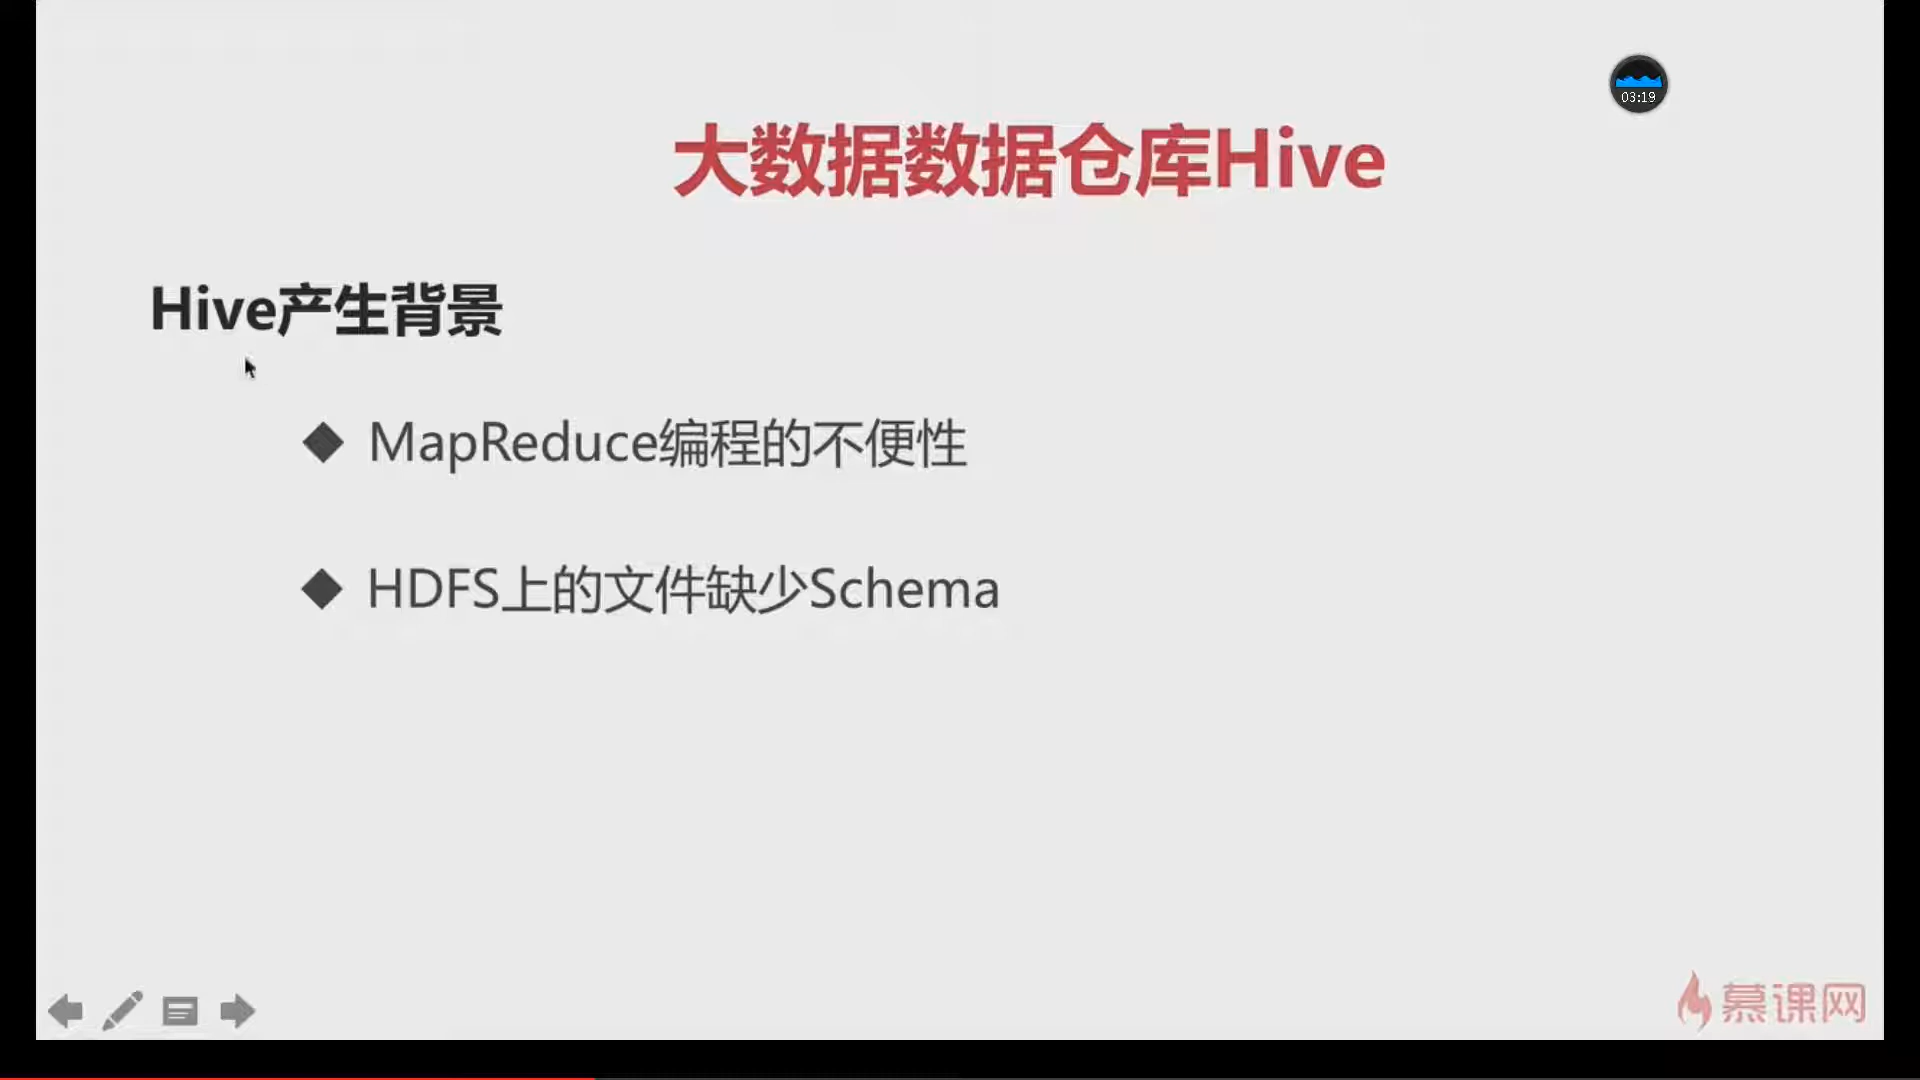 03:19
大数据数据仓库Hive
Hive产生背景
◆ MapReduce编程的不便性
◆ HDFS上的文件缺少Schema
慕课网